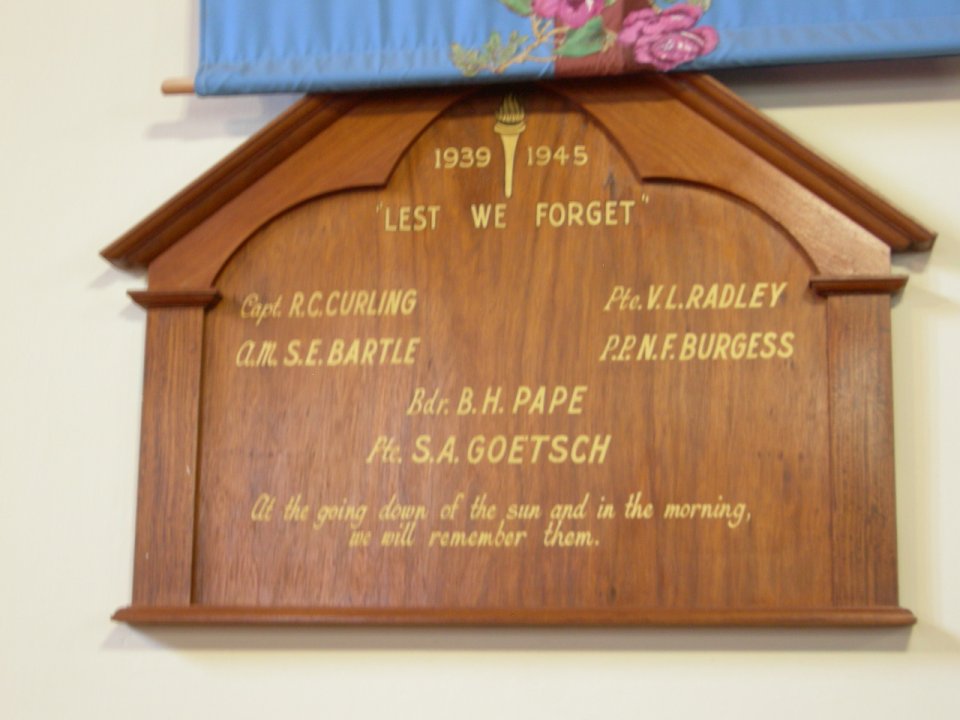 1939 1945
"LEST WE FORGET"
Capt. R.C. CURLING Pte. V.L. RADLEY
A.M. S.E. BARTLE P.P. N.F. BURGESS
Bdr. B.H. PAPE
Pte. S.A. GOETSCH
At the going down of the sun and in the morning,
we will remember them.